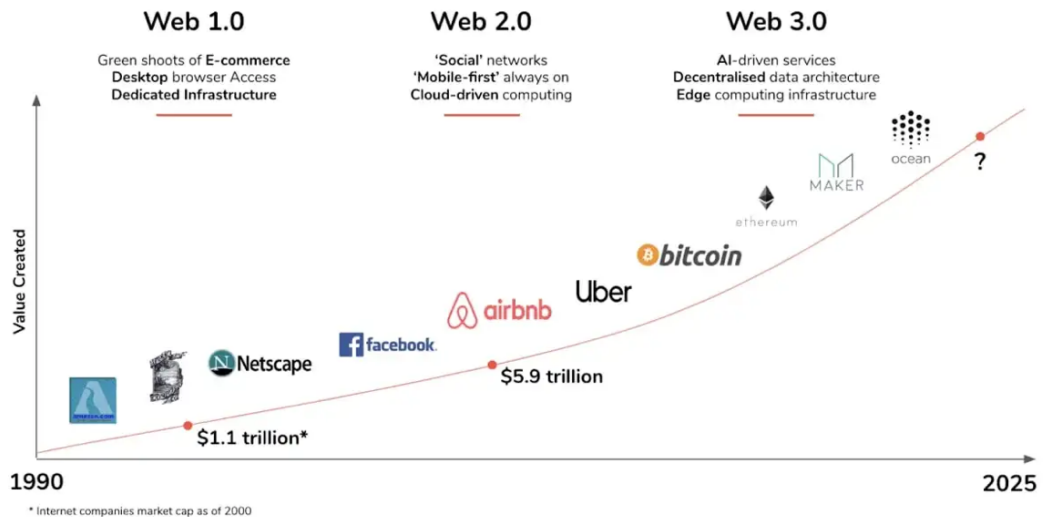 Web 1.0
Green shoots of E-commerce
Desktop browser Access
Dedicated Infrastructure
Web 2.0
'Social' networks
'Mobile-first' always on
Cloud-driven computing
Web 3.0
AI-driven services
Decentralised data architecture
Edge computing infrastructure
Value Created
Netscape
facebook.
airbnb
Uber
bitcoin
ethereum
MAKER
ocean
?
$1.1 trillion*
$5.9 trillion
1990
2025
* Internet companies market cap as of 2000